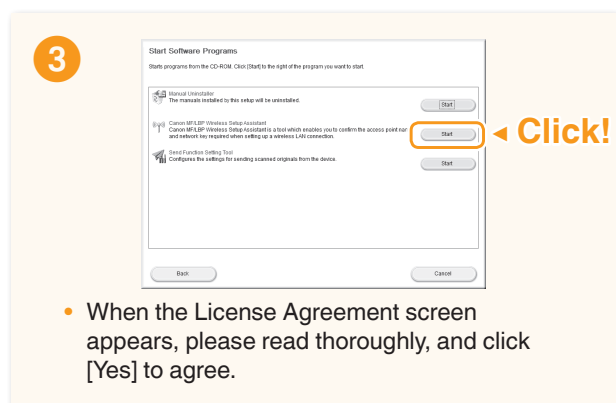 3
Start Software Programs
Starts programs from the CD-ROM. Click [Start] to the right of the program you want to start.
Manual Uninstaller
The manuals installed by this setup will be uninstalled.
Start
Canon MF/LBP Wireless Setup Assistant
Canon MF/LBP Wireless Setup Assistant is a tool which enables you to confirm the access point nar
and network key required when setting up a wireless LAN connection.
Start
◄ Click!
Send Function Setting Tool
Configures the settings for sending scanned originals from the device.
Start
Back
Cancel
• When the License Agreement screen
appears, please read thoroughly, and click
[Yes] to agree.